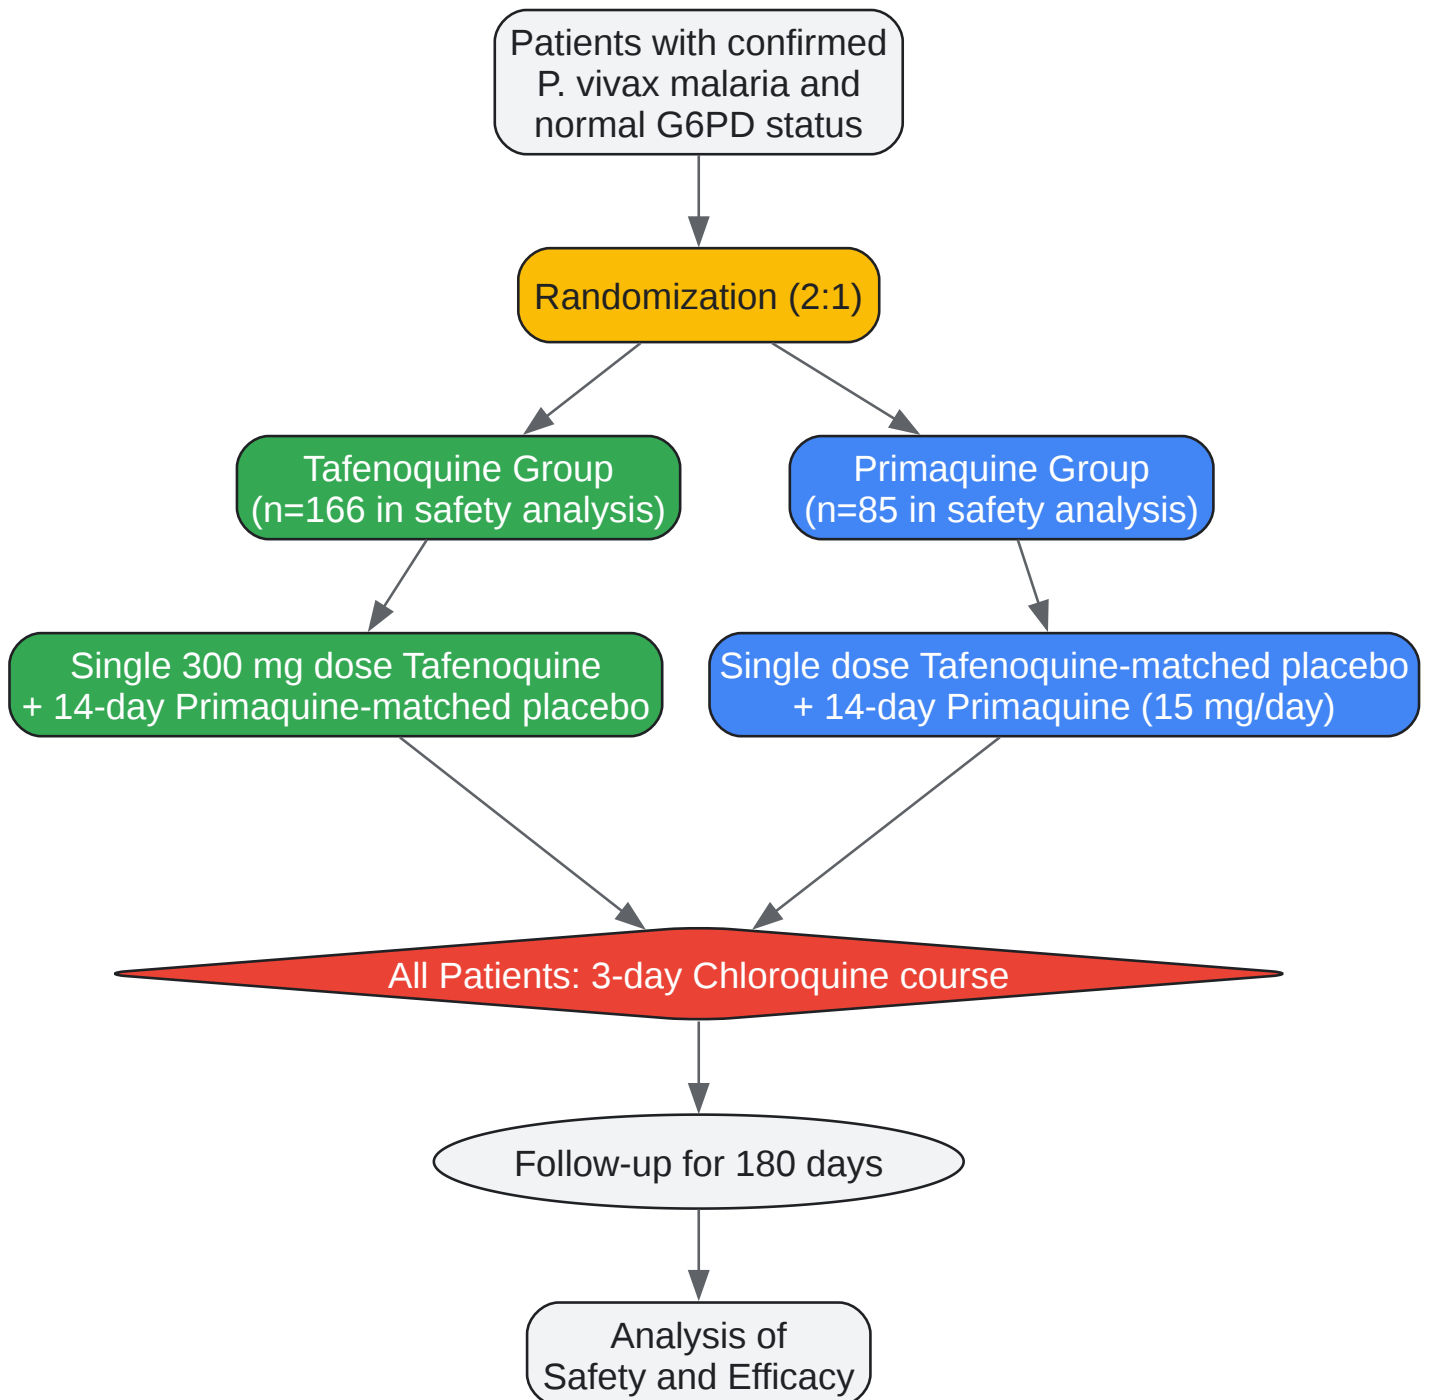 Patients with confirmed
P. vivax malaria and
normal G6PD status
Randomization (2:1)
Tafenoquine Group
(n=166 in safety analysis)
Primaquine Group
(n=85 in safety analysis)
Single 300 mg dose Tafenoquine
+ 14-day Primaquine-matched placebo
Single dose Tafenoquine-matched placebo
+ 14-day Primaquine (15 mg/day)
All Patients: 3-day Chloroquine course
Follow-up for 180 days
Analysis of
Safety and Efficacy